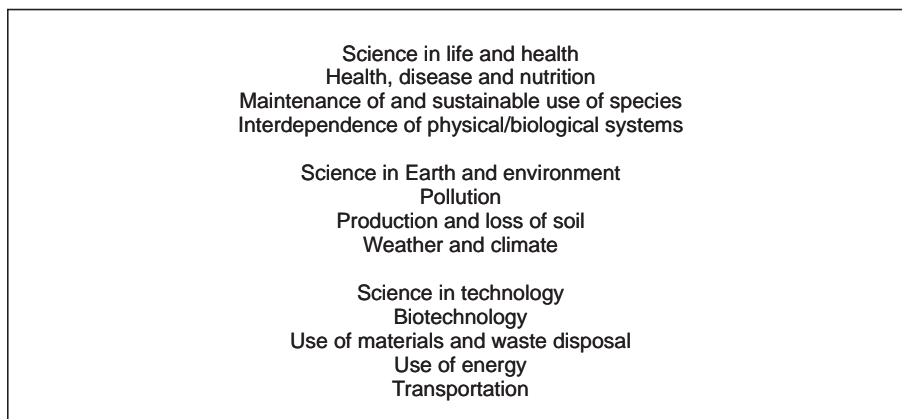 Science in life and health
Health, disease and nutrition
Maintenance of and sustainable use of species
Interdependence of physical/biological systems
Science in Earth and environment
Pollution
Production and loss of soil
Weather and climate
Science in technology
Biotechnology
Use of materials and waste disposal
Use of energy
Transportation